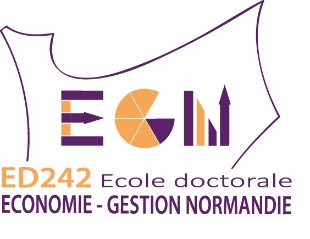 EGN
ED242 Ecole doctorale
ECONOMIE - GESTION NORMANDIE